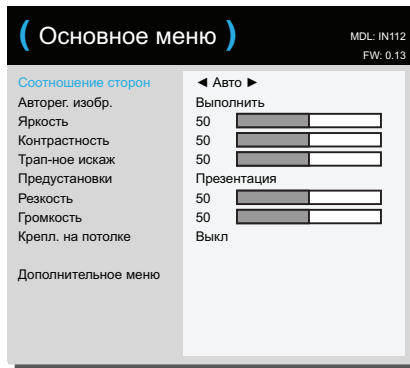 ( Основное меню )
MDL: IN112
FW: 0.13
Соотношение сторон ◄ Авто ►
Авторег. изобр. Выполнить
Яркость 50
Контрастность 50
Трап-ное искаж 50
Предустановки Презентация
Резкость 50
Громкость 50
Крепл. на потолке Выкл
Дополнительное меню